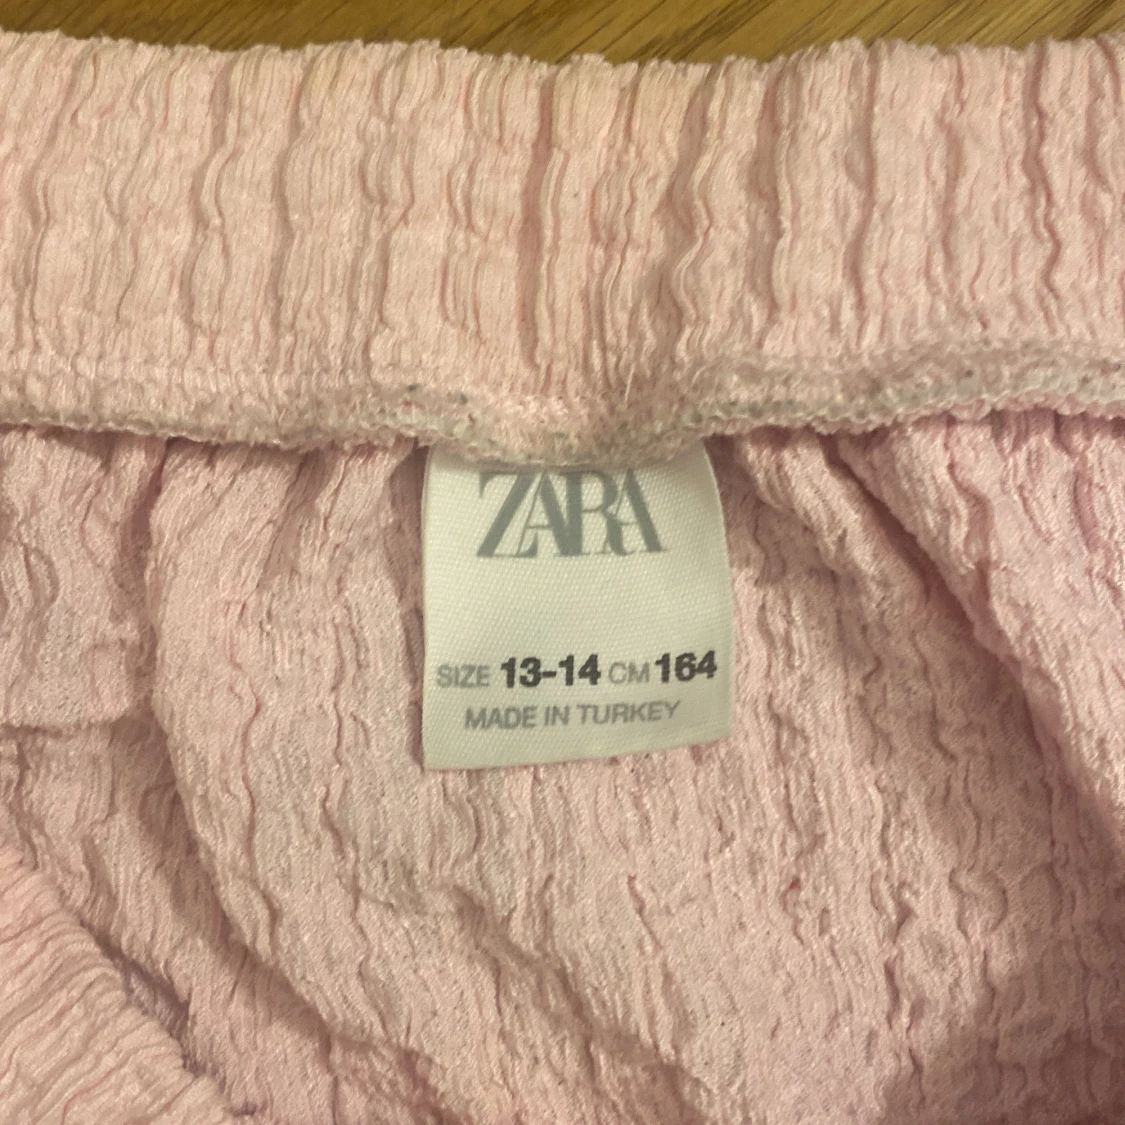 ZARA
SIZE 13-14 CM 164
MADE IN TURKEY